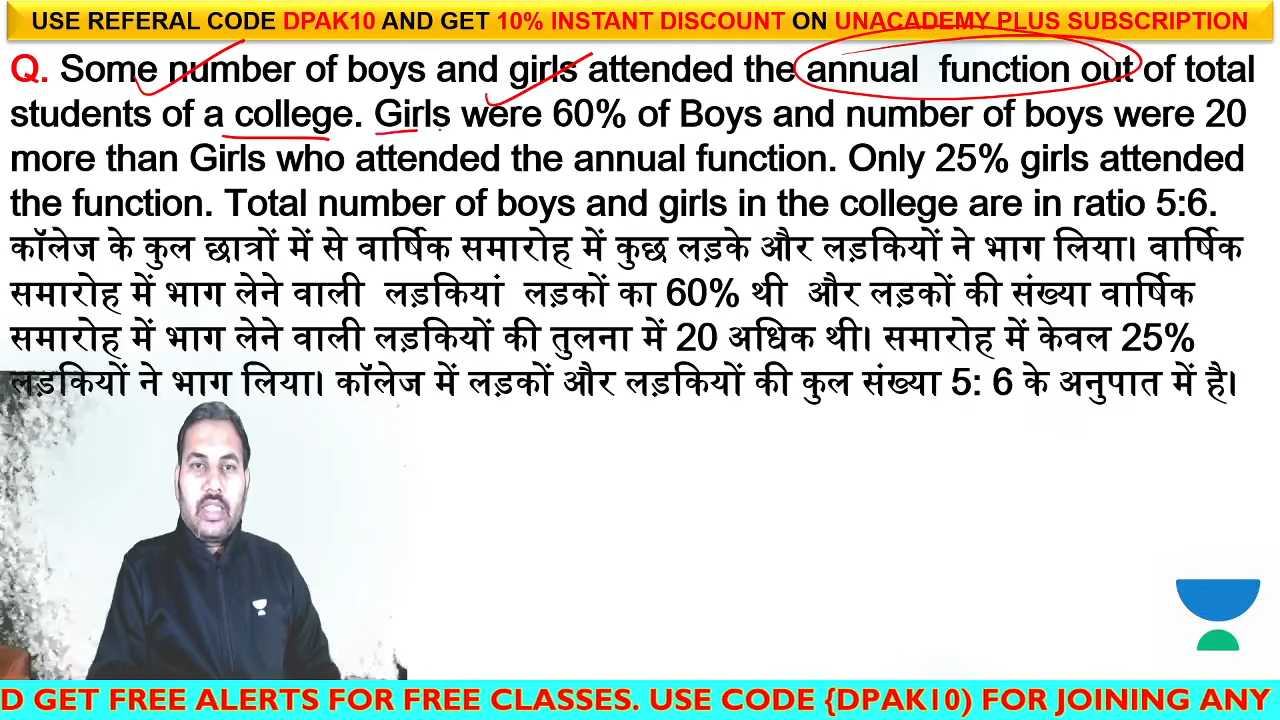 USE REFERAL CODE DPAK10 AND GET 10% INSTANT DISCOUNT ON UNACADEMY PLUS SUBSCRIPTION
Q. Some number of boys and girls attended the annual function out of total
students of a college. Girls were 60% of Boys and number of boys were 20
more than Girls who attended the annual function. Only 25% girls attended
the function. Total number of boys and girls in the college are in ratio 5:6.
कॉलेज के कुल छात्रों में से वार्षिक समारोह में कुछ लड़के और लड़कियों ने भाग लिया। वार्षिक
समारोह में भाग लेने वाली लड़कियां लड़कों का 60% थी और लड़कों की संख्या वार्षिक
समारोह में भाग लेने वाली लड़कियों की तुलना में 20 अधिक थी। समारोह में केवल 25%
लड़कियों ने भाग लिया। कॉलेज में लड़कों और लड़कियों की कुल संख्या 5: 6 के अनुपात में है।
D GET FREE ALERTS FOR FREE CLASSES. USE CODE {DPAK10) FOR JOINING ANY